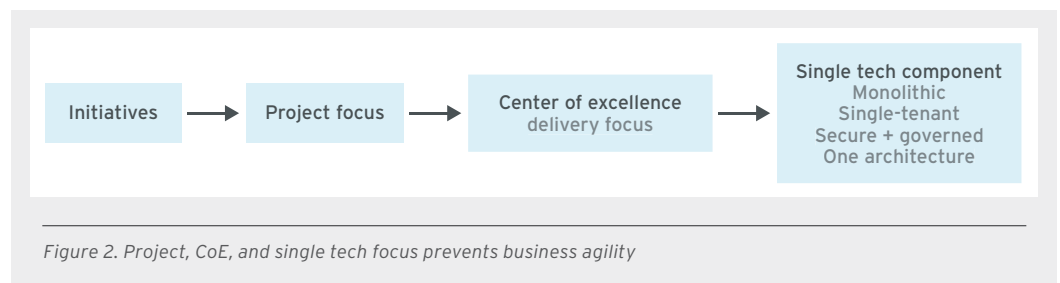 Initiatives
Project focus
Center of excellence
delivery focus
Single tech component
Monolithic
Single-tenant
Secure + governed
One architecture
Figure 2. Project, CoE, and single tech focus prevents business agility